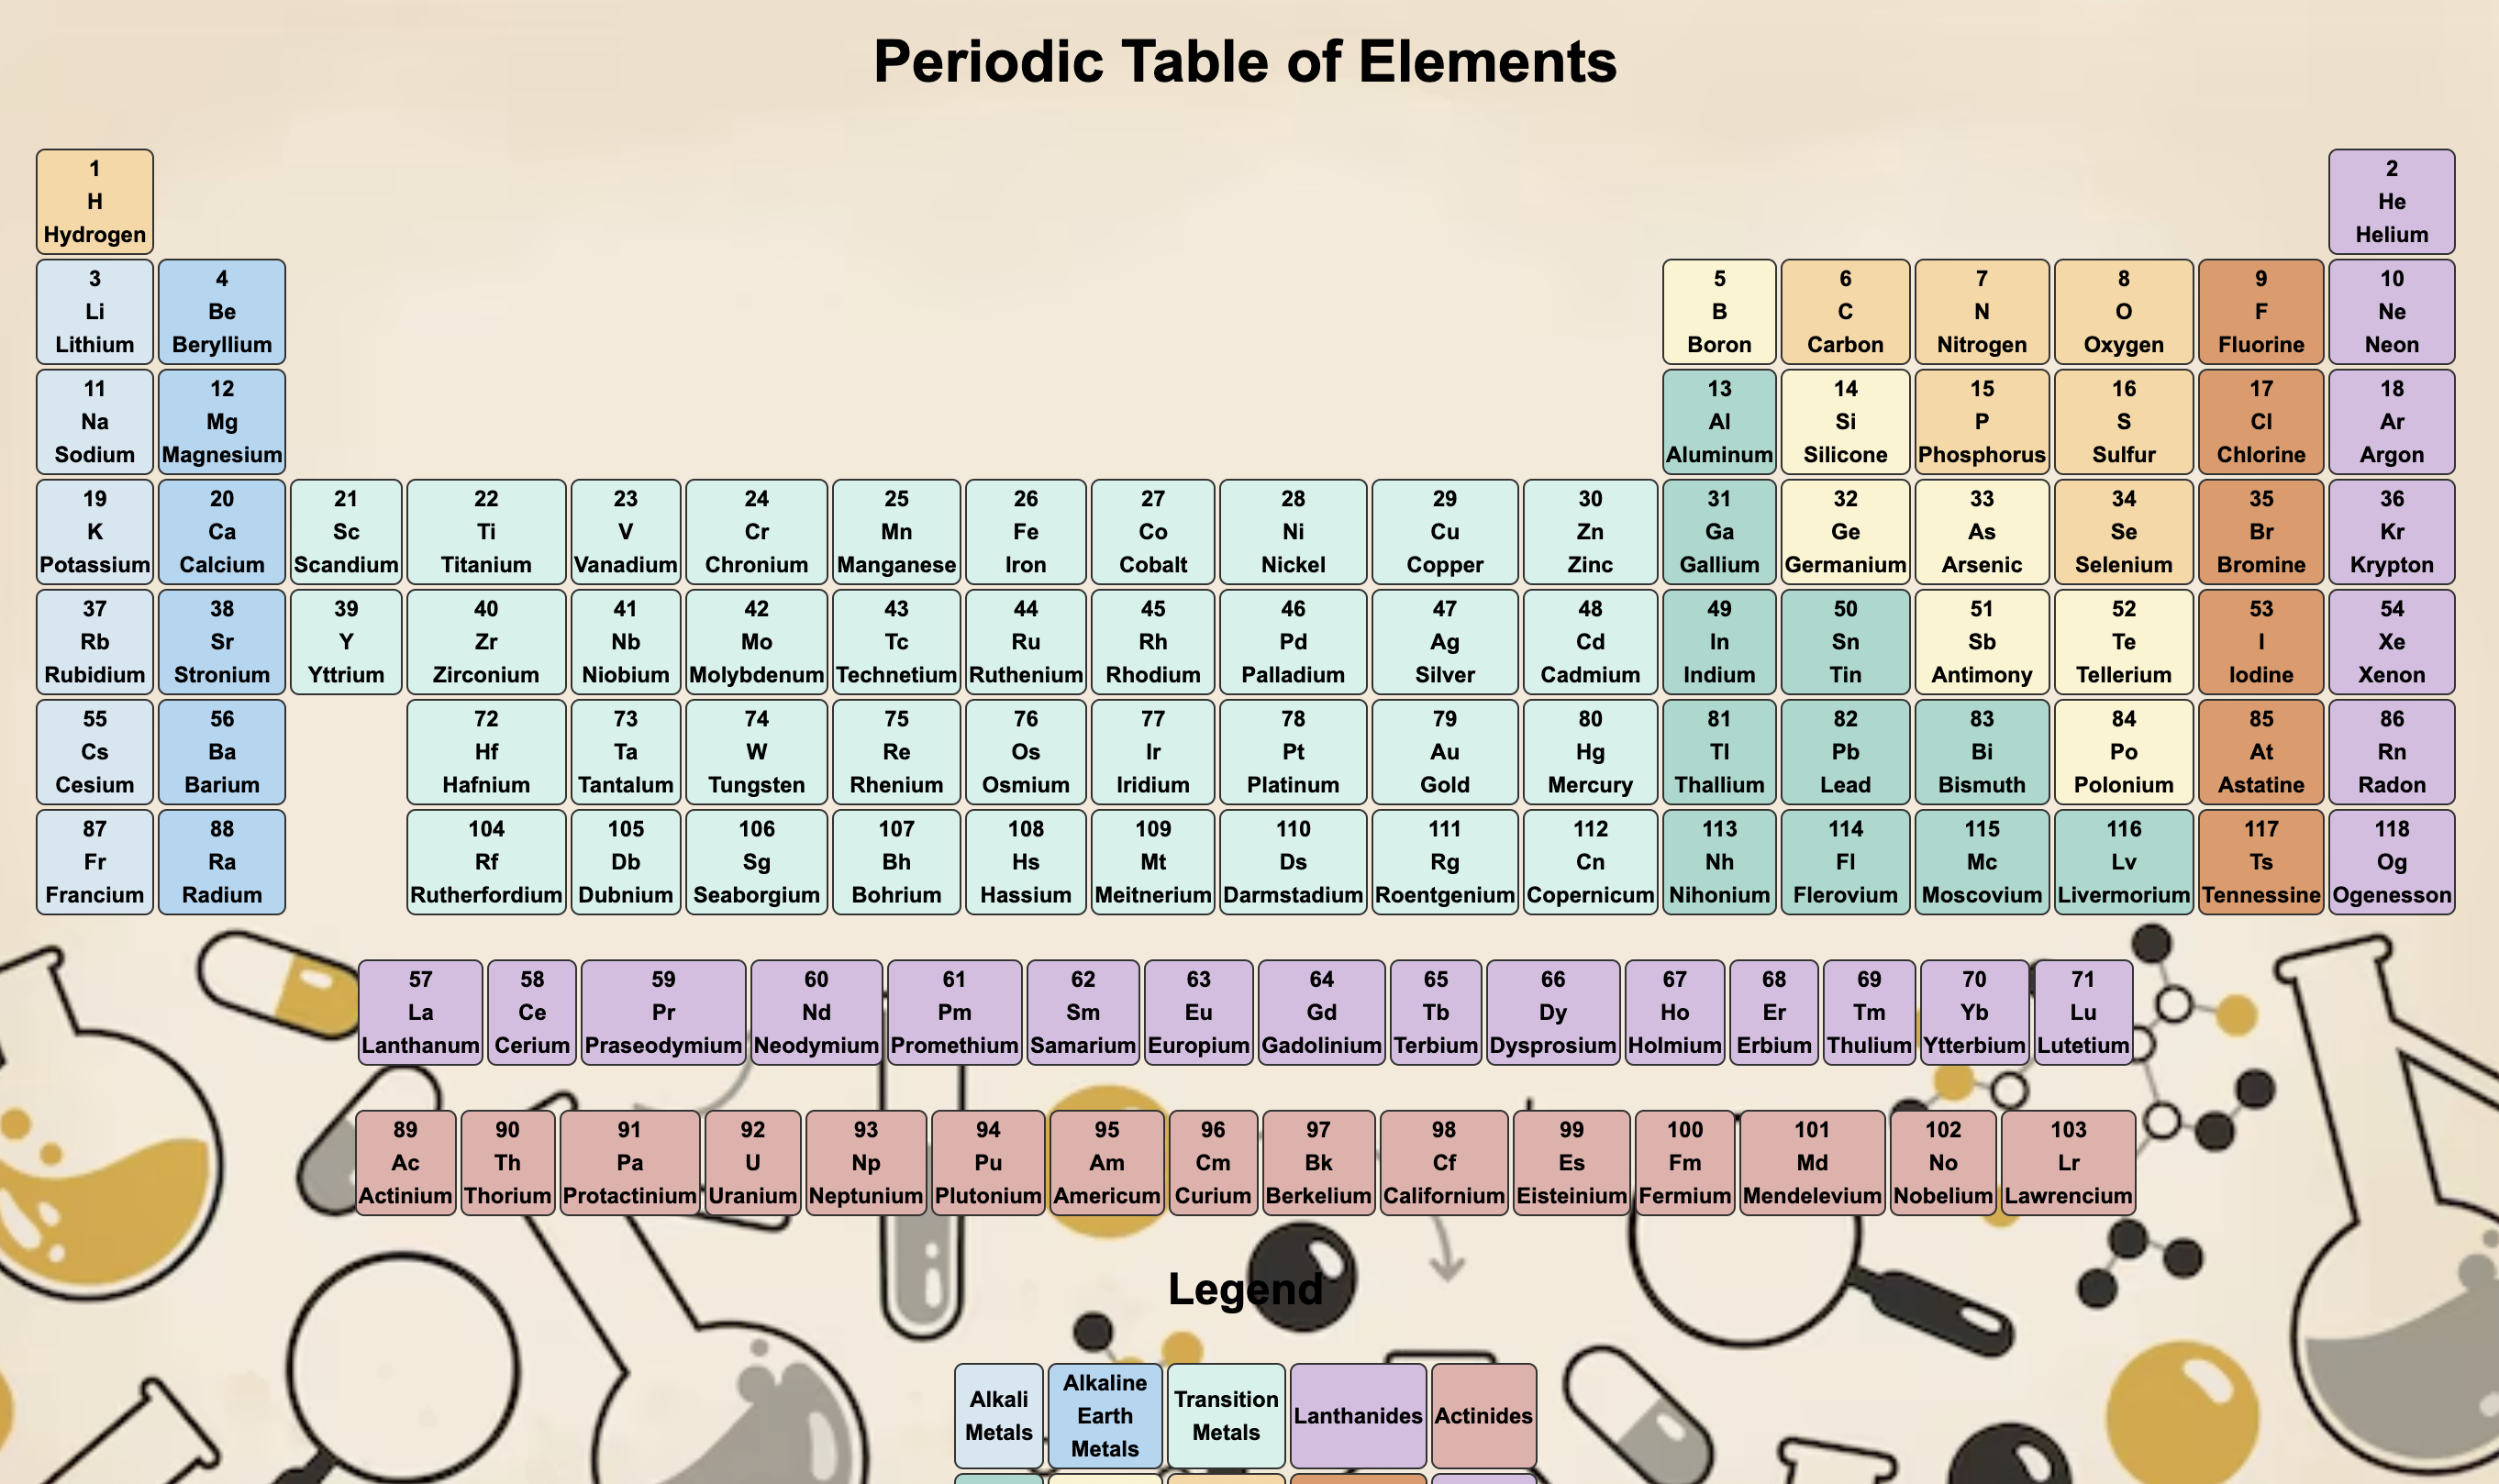 Periodic Table of Elements
1
H
Hydrogen
2
He
Helium
3
Li
Lithium
4
Be
Beryllium
5
B
Boron
6
C
Carbon
7
N
Nitrogen
8
O
Oxygen
9
F
Fluorine
10
Ne
Neon
11
Na
Sodium
12
Mg
Magnesium
13
Al
Aluminum
14
Si
Silicone
15
P
Phosphorus
16
S
Sulfur
17
Cl
Chlorine
18
Ar
Argon
19
K
Potassium
20
Ca
Calcium
21
Sc
Scandium
22
Ti
Titanium
23
V
Vanadium
24
Cr
Chronium
25
Mn
Manganese
26
Fe
Iron
27
Co
Cobalt
28
Ni
Nickel
29
Cu
Copper
30
Zn
Zinc
31
Ga
Gallium
32
Ge
Germanium
33
As
Arsenic
34
Se
Selenium
35
Br
Bromine
36
Kr
Krypton
37
Rb
Rubidium
38
Sr
Stronium
39
Y
Yttrium
40
Zr
Zirconium
41
Nb
Niobium
42
Mo
Molybdenum
43
Tc
Technetium
44
Ru
Ruthenium
45
Rh
Rhodium
46
Pd
Palladium
47
Ag
Silver
48
Cd
Cadmium
49
In
Indium
50
Sn
Tin
51
Sb
Antimony
52
Te
Tellerium
53
I
Iodine
54
Xe
Xenon
55
Cs
Cesium
56
Ba
Barium
72
Hf
Hafnium
73
Ta
Tantalum
74
W
Tungsten
75
Re
Rhenium
76
Os
Osmium
77
Ir
Iridium
78
Pt
Platinum
79
Au
Gold
80
Hg
Mercury
81
Tl
Thallium
82
Pb
Lead
83
Bi
Bismuth
84
Po
Polonium
85
At
Astatine
86
Rn
Radon
87
Fr
Francium
88
Ra
Radium
104
Rf
Rutherfordium
105
Db
Dubnium
106
Sg
Seaborgium
107
Bh
Bohrium
108
Hs
Hassium
109
Mt
Meitnerium
110
Ds
Darmstadium
111
Rg
Roentgenium
112
Cn
Copernicum
113
Nh
Nihonium
114
Fl
Flerovium
115
Mc
Moscovium
116
Lv
Livermorium
117
Ts
Tennessine
118
Og
Ogenesson
57
La
Lanthanum
58
Ce
Cerium
59
Pr
Praseodymium
60
Nd
Neodymium
61
Pm
Promethium
62
Sm
Samarium
63
Eu
Europium
64
Gd
Gadolinium
65
Tb
Terbium
66
Dy
Dysprosium
67
Ho
Holmium
68
Er
Erbium
69
Tm
Thulium
70
Yb
Ytterbium
71
Lu
Lutetium
89
Ac
Actinium
90
Th
Thorium
91
Pa
Protactinium
92
U
Uranium
93
Np
Neptunium
94
Pu
Plutonium
95
Am
Americum
96
Cm
Curium
97
Bk
Berkelium
98
Cf
Californium
99
Es
Eisteinium
100
Fm
Fermium
101
Md
Mendelevium
102
No
Nobelium
103
Lr
Lawrencium
Legend
Alkali
Metals
Alkaline
Earth
Metals
Transition
Metals
Lanthanides
Actinides